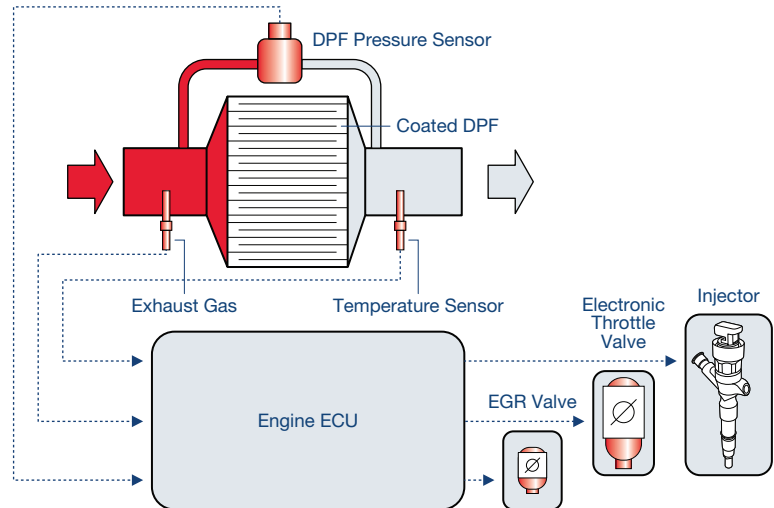 DPF Pressure Sensor
Coated DPF
Exhaust Gas
Temperature Sensor
Electronic
Throttle
Valve
Injector
EGR Valve
Engine ECU